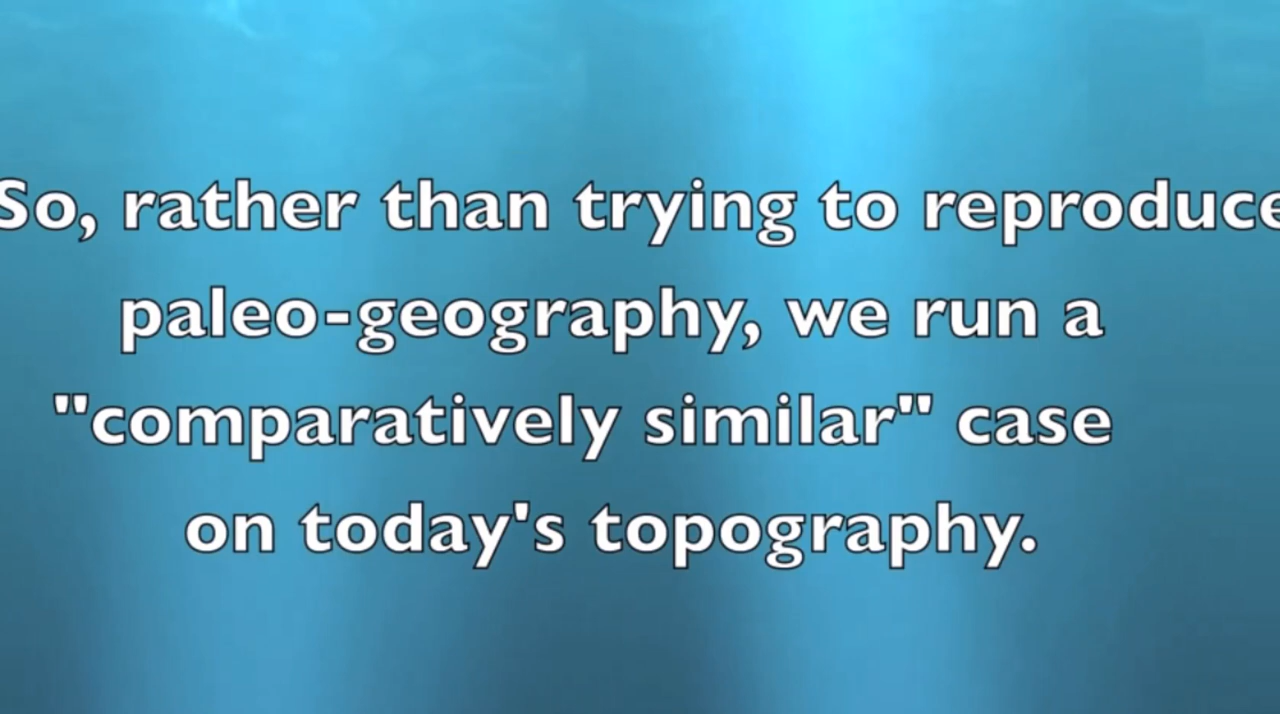 So, rather than trying to reproduce
paleo-geography, we run a
"comparatively similar" case
on today's topography.